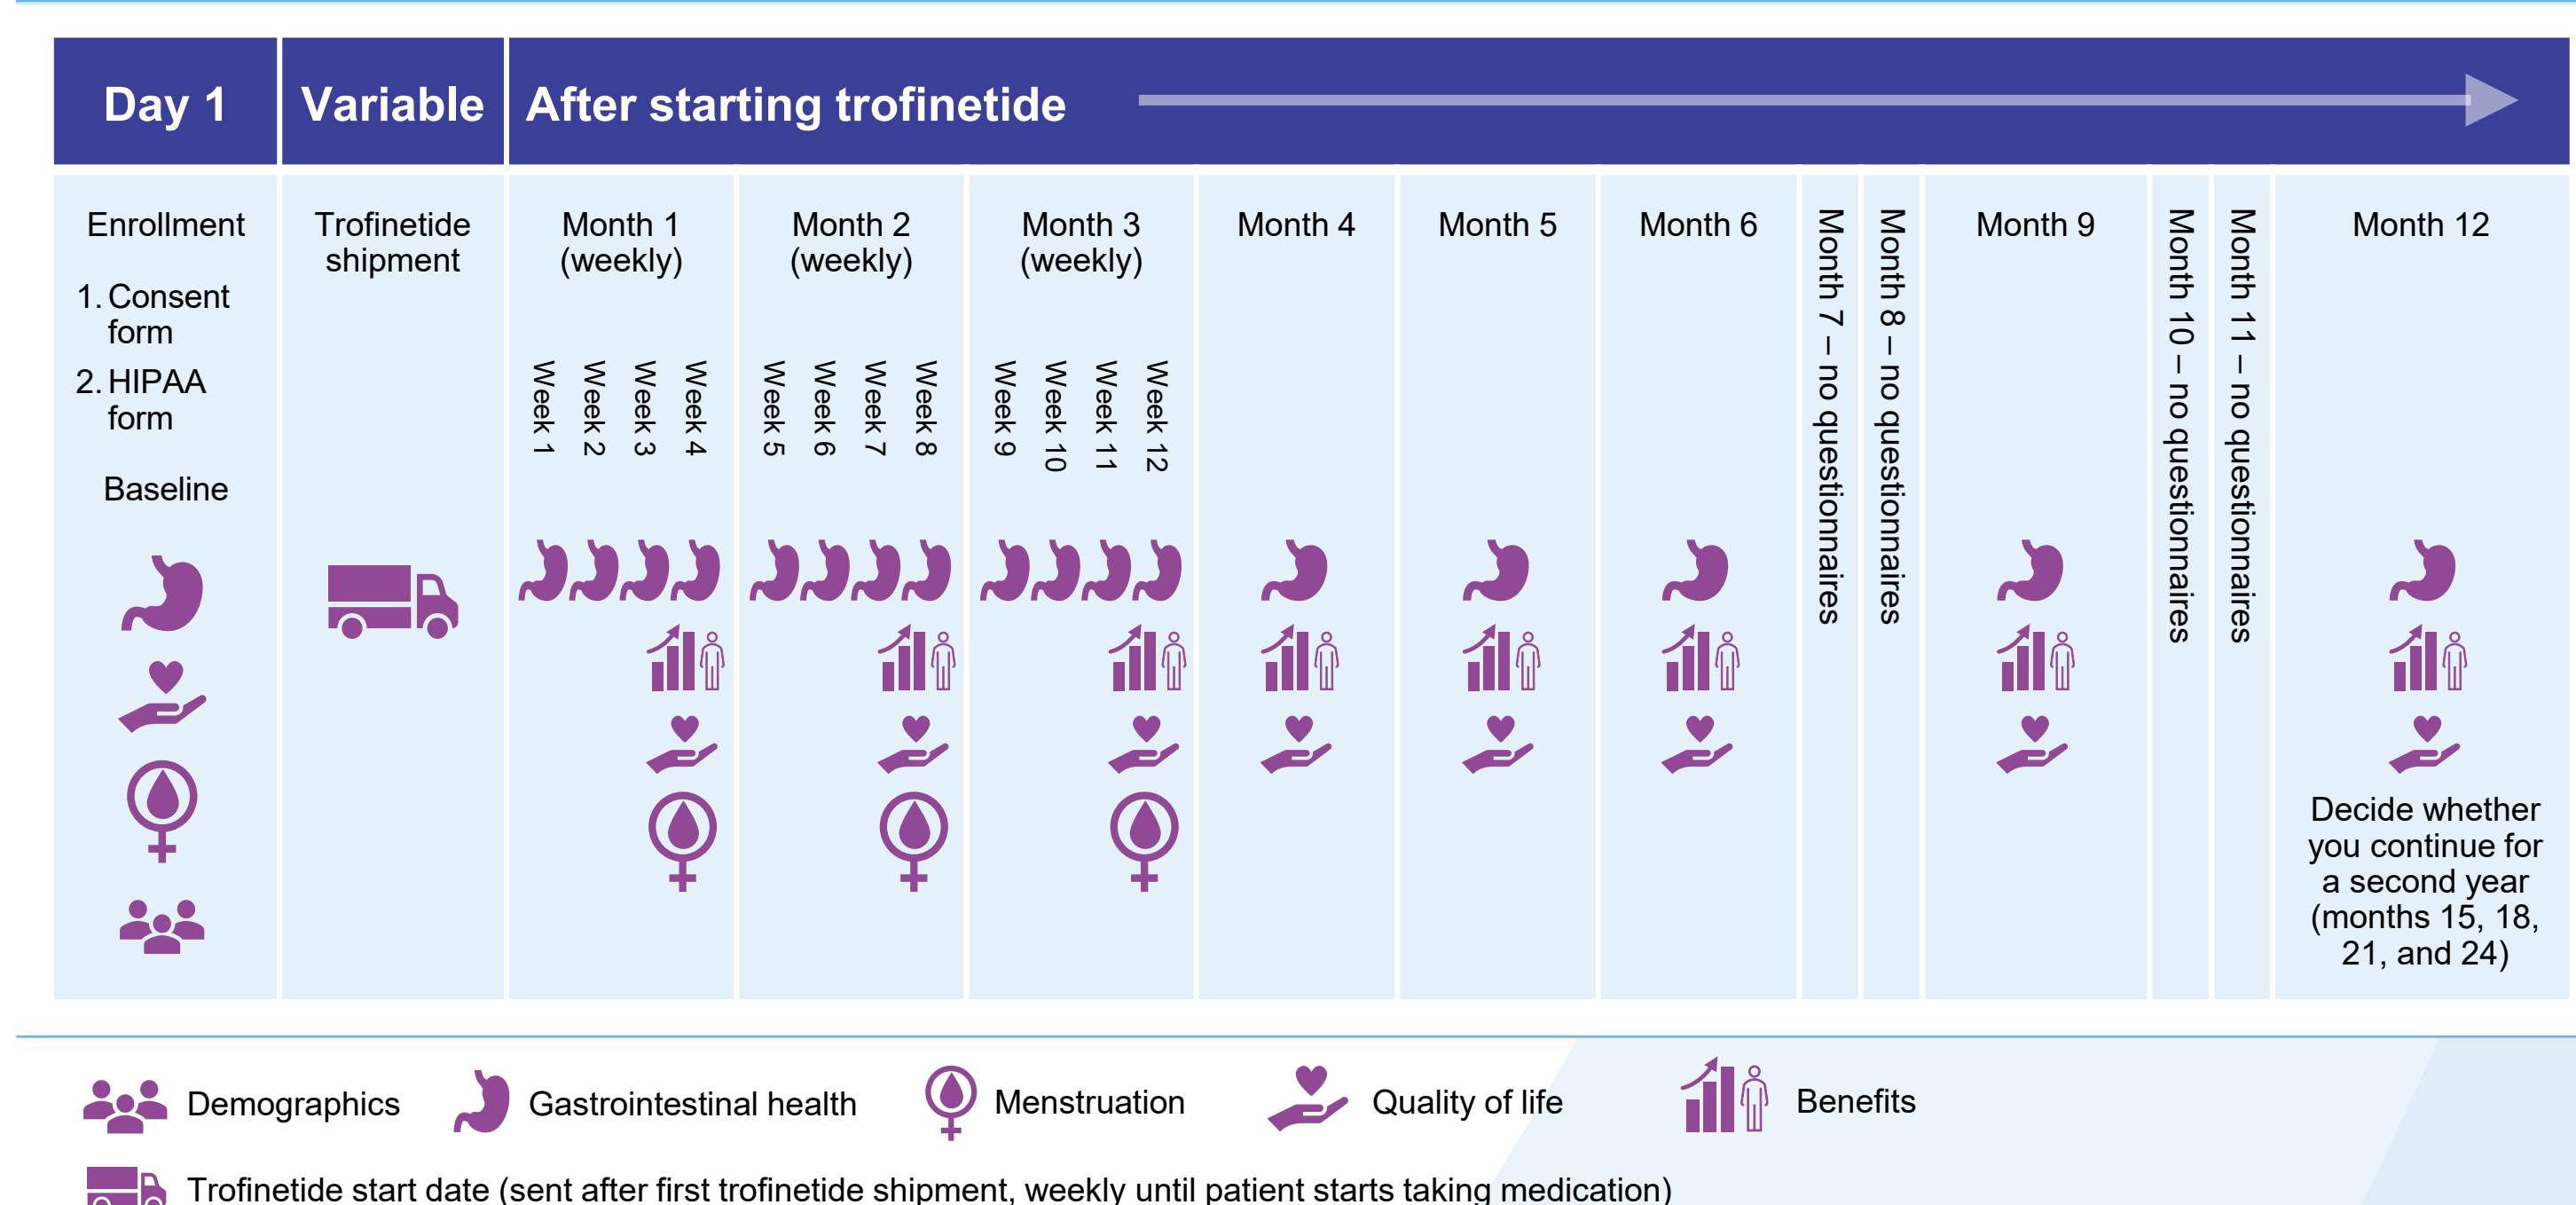 Day 1
Variable
After starting trofinetide
Enrollment
1. Consent
form
2. HIPAA
form
Baseline
Trofinetide
shipment
Month 1
(weekly)
Week 1
Week 2
Week 3
Week 4
Month 2
(weekly)
Week 5
Week 6
Week 7
Week 8
Month 3
(weekly)
Week 9
Week 10
Week 11
Week 12
Month 4
Month 5
Month 6
Month 7 – no questionnaires
Month 8 – no questionnaires
Month 9
Month 10 – no questionnaires
Month 11 – no questionnaires
Month 12
Decide whether
you continue for
a second year
(months 15, 18,
21, and 24)
Demographics
Gastrointestinal health
Menstruation
Quality of life
Benefits
Trofinetide start date (sent after first trofinetide shipment, weekly until patient starts taking medication)